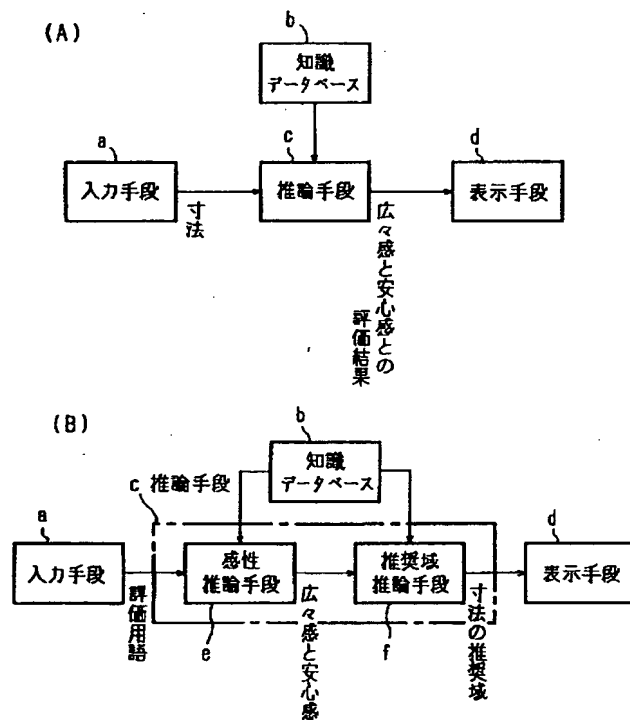 (A)
b
知識
データベース
a
入力手段
c
推論手段
d
表示手段
寸法
広々感と安心感との
評価結果
(B)
b
知識
データベース
c 推論手段
a
入力手段
感性
推論手段
推奨域
推論手段
d
表示手段
評価用語
e
広々感と安心感
f
寸法の推奨域